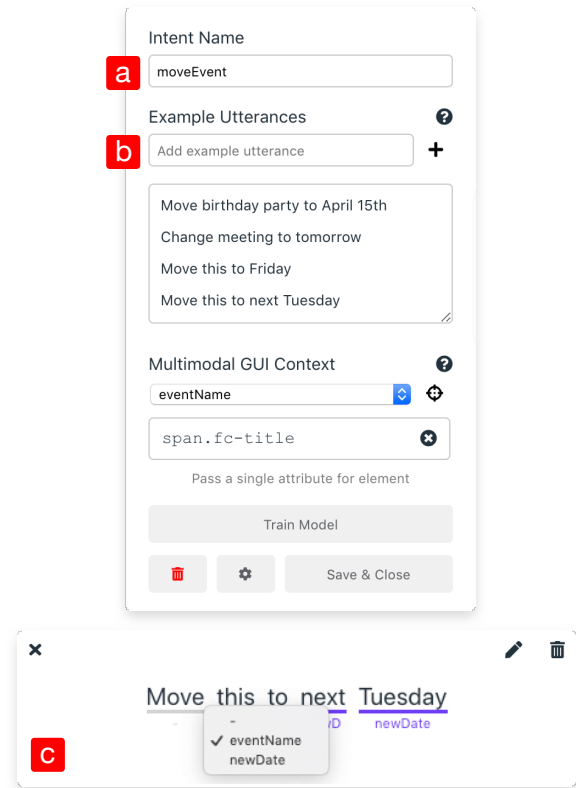 Intent Name
a
moveEvent
Example Utterances
b
Add example utterance
Move birthday party to April 15th
Change meeting to tomorrow
Move this to Friday
Move this to next Tuesday
Multimodal GUI Context
eventName
span.fc-title
Pass a single attribute for element
Train Model
Save & Close
Move this to next Tuesday
- newDate
-
✓ eventName
newDate
c